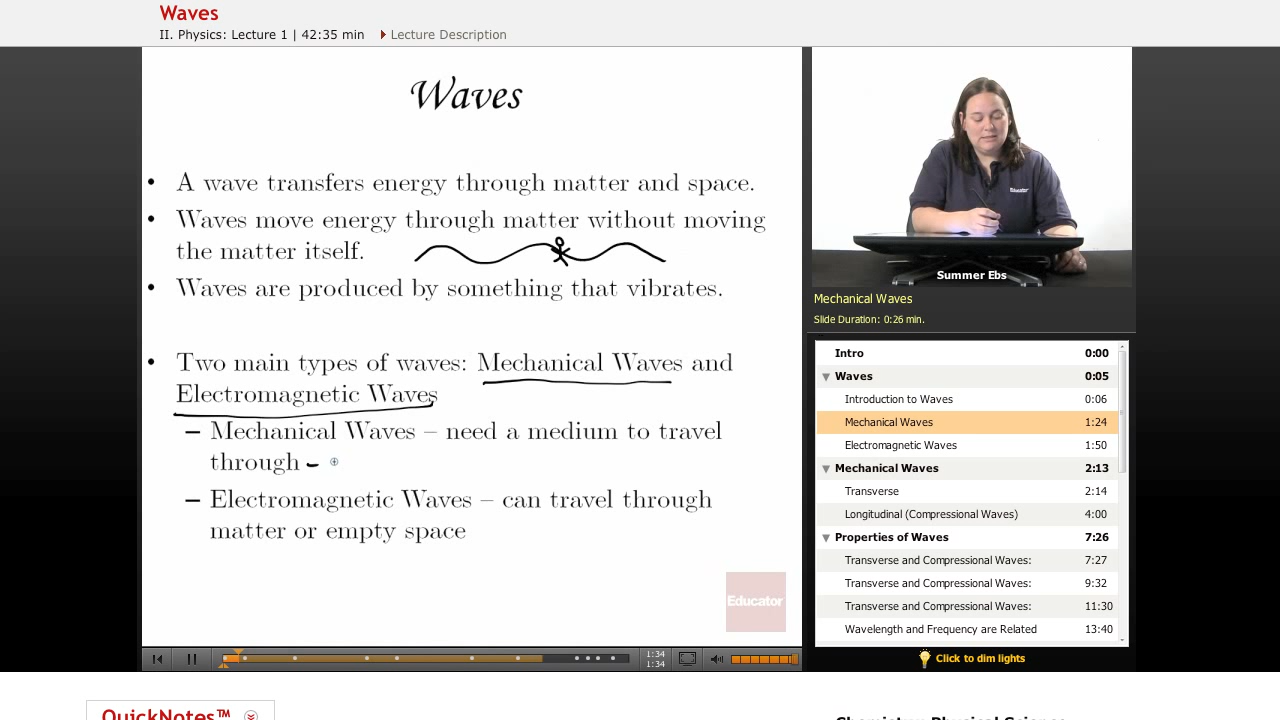 Waves
II. Physics: Lecture 1 | 42:35 min
Lecture Description
Waves
• A wave transfers energy through matter and space.
• Waves move energy through matter without moving
the matter itself.
• Waves are produced by something that vibrates.
• Two main types of waves: Mechanical Waves and
Electromagnetic Waves
– Mechanical Waves – need a medium to travel
through
– Electromagnetic Waves – can travel through
matter or empty space
Educator
1:34
1:34
Educator
Summer Ebs
Mechanical Waves
Slide Duration: 0:26 min.
Intro 0:00
Waves 0:05
Introduction to Waves 0:06
Mechanical Waves 1:24
Electromagnetic Waves 1:50
Mechanical Waves 2:13
Transverse 2:14
Longitudinal (Compressional Waves) 4:00
Properties of Waves 7:26
Transverse and Compressional Waves: 7:27
Transverse and Compressional Waves: 9:32
Transverse and Compressional Waves: 11:30
Wavelength and Frequency are Related 13:40
Click to dim lights
QuickNotes™
Chemistry: Physical Science